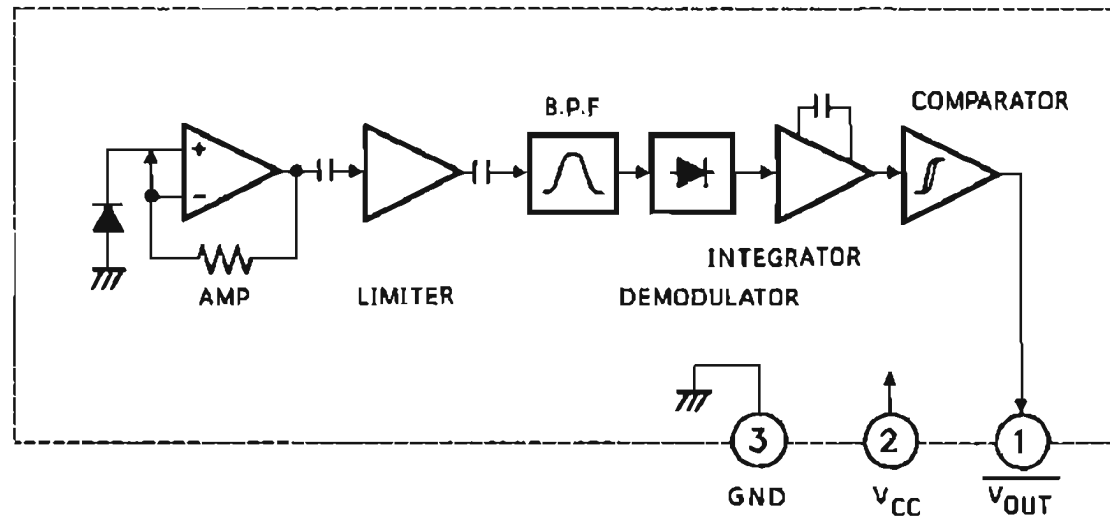 B.P.F
COMPARATOR
+
−
INTEGRATOR
AMP
LIMITER
DEMODULATOR
3
2
1
GND
VCC
VOUT